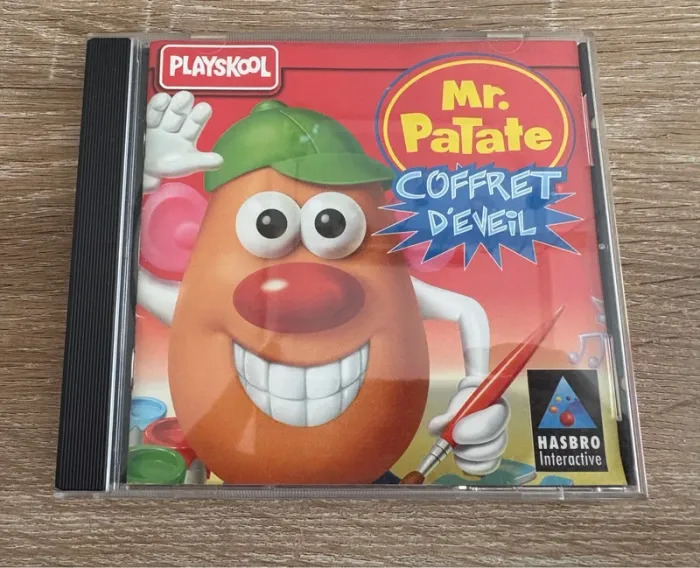 PLAYSKOOL
Mr.
PaTate
COFFRET
D'EVEiL
HASBRO
Interactive